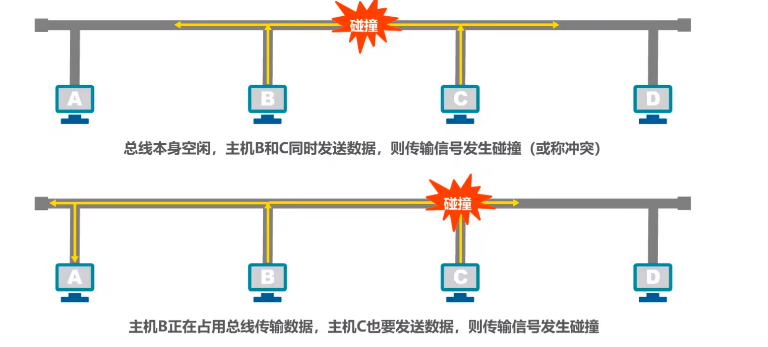 碰撞
A
B
C
D
总线本身空闲，主机B和C同时发送数据，则传输信号发生碰撞（或称冲突）
碰撞
A
B
C
D
主机B正在占用总线传输数据，主机C也要发送数据，则传输信号发生碰撞